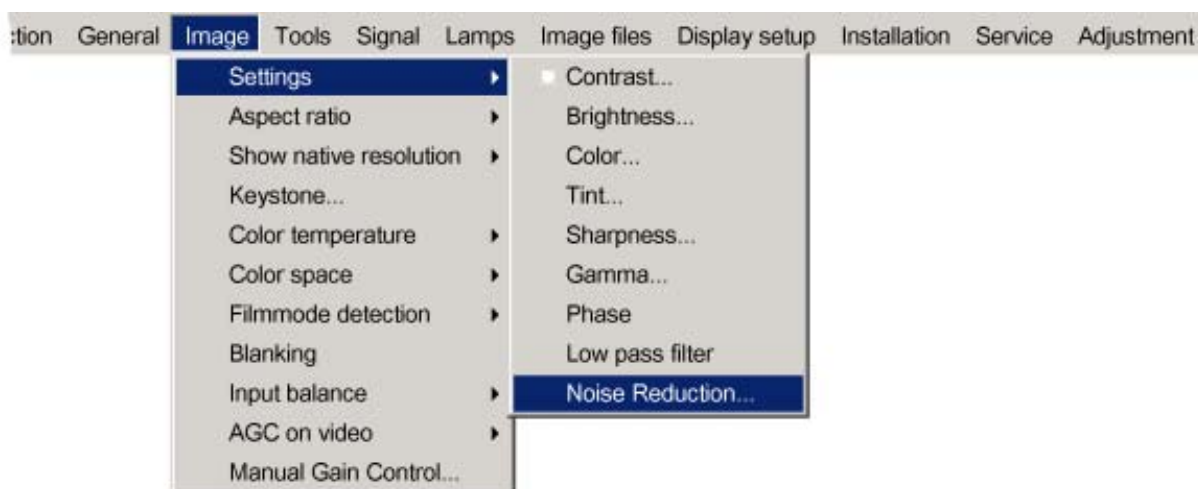 ction General Image Tools Signal Lamps Image files Display setup Installation Service Adjustment
Settings
Aspect ratio
Show native resolution
Keystone...
Color temperature
Color space
Filmmode detection
Blanking
Input balance
AGC on video
Manual Gain Control...
Contrast...
Brightness...
Color...
Tint...
Sharpness...
Gamma...
Phase
Low pass filter
Noise Reduction...